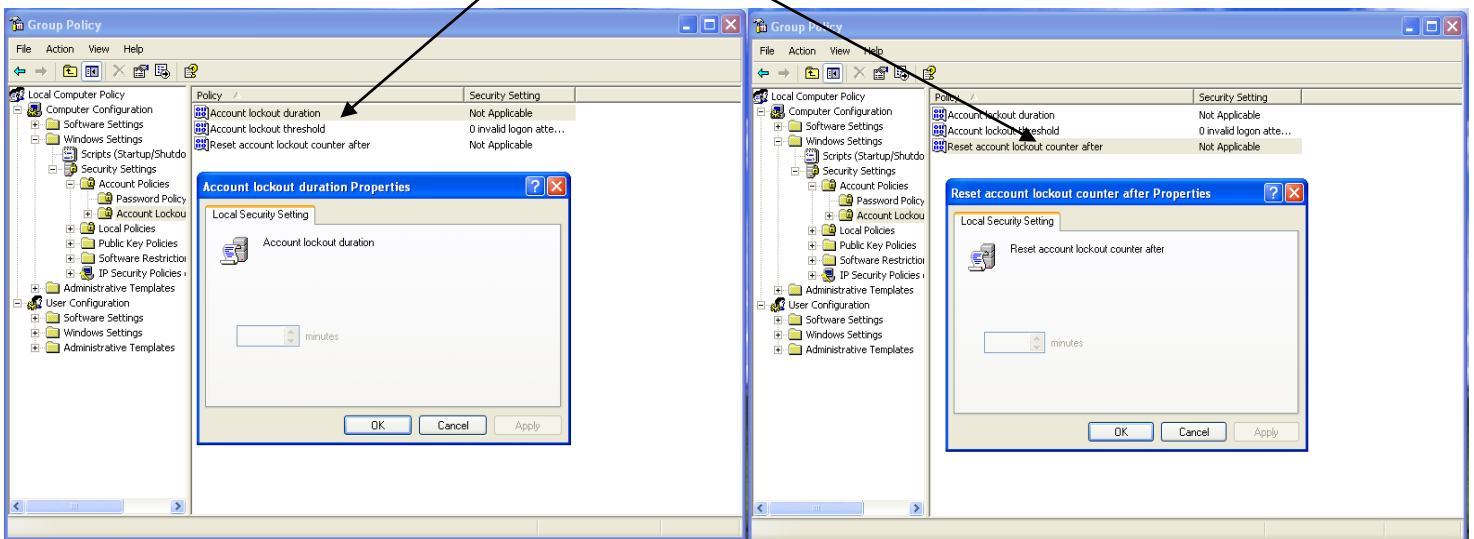 Group Policy
File Action View Help
Local Computer Policy
Computer Configuration
Software Settings
Windows Settings
Scripts (Startup/Shutdo
Security Settings
Account Policies
Password Policy
Account Lockou
Local Policies
Public Key Policies
Software Restriction
IP Security Policies
Administrative Templates
User Configuration
Software Settings
Windows Settings
Administrative Templates
Policy Security Setting
Account lockout duration Not Applicable
Account lockout threshold 0 invalid logon atte...
Reset account lockout counter after Not Applicable
Account lockout duration Properties
Local Security Setting
Account lockout duration
minutes
OK Cancel Apply
Group Policy
File Action View Help
Local Computer Policy
Computer Configuration
Software Settings
Windows Settings
Scripts (Startup/Shutdo
Security Settings
Account Policies
Password Policy
Account Lockou
Local Policies
Public Key Policies
Software Restriction
IP Security Policies
Administrative Templates
User Configuration
Software Settings
Windows Settings
Administrative Templates
Policy Security Setting
Account lockout duration Not Applicable
Account lockout threshold 0 invalid logon atte...
Reset account lockout counter after Not Applicable
Reset account lockout counter after Properties
Local Security Setting
Reset account lockout counter after
minutes
OK Cancel Apply